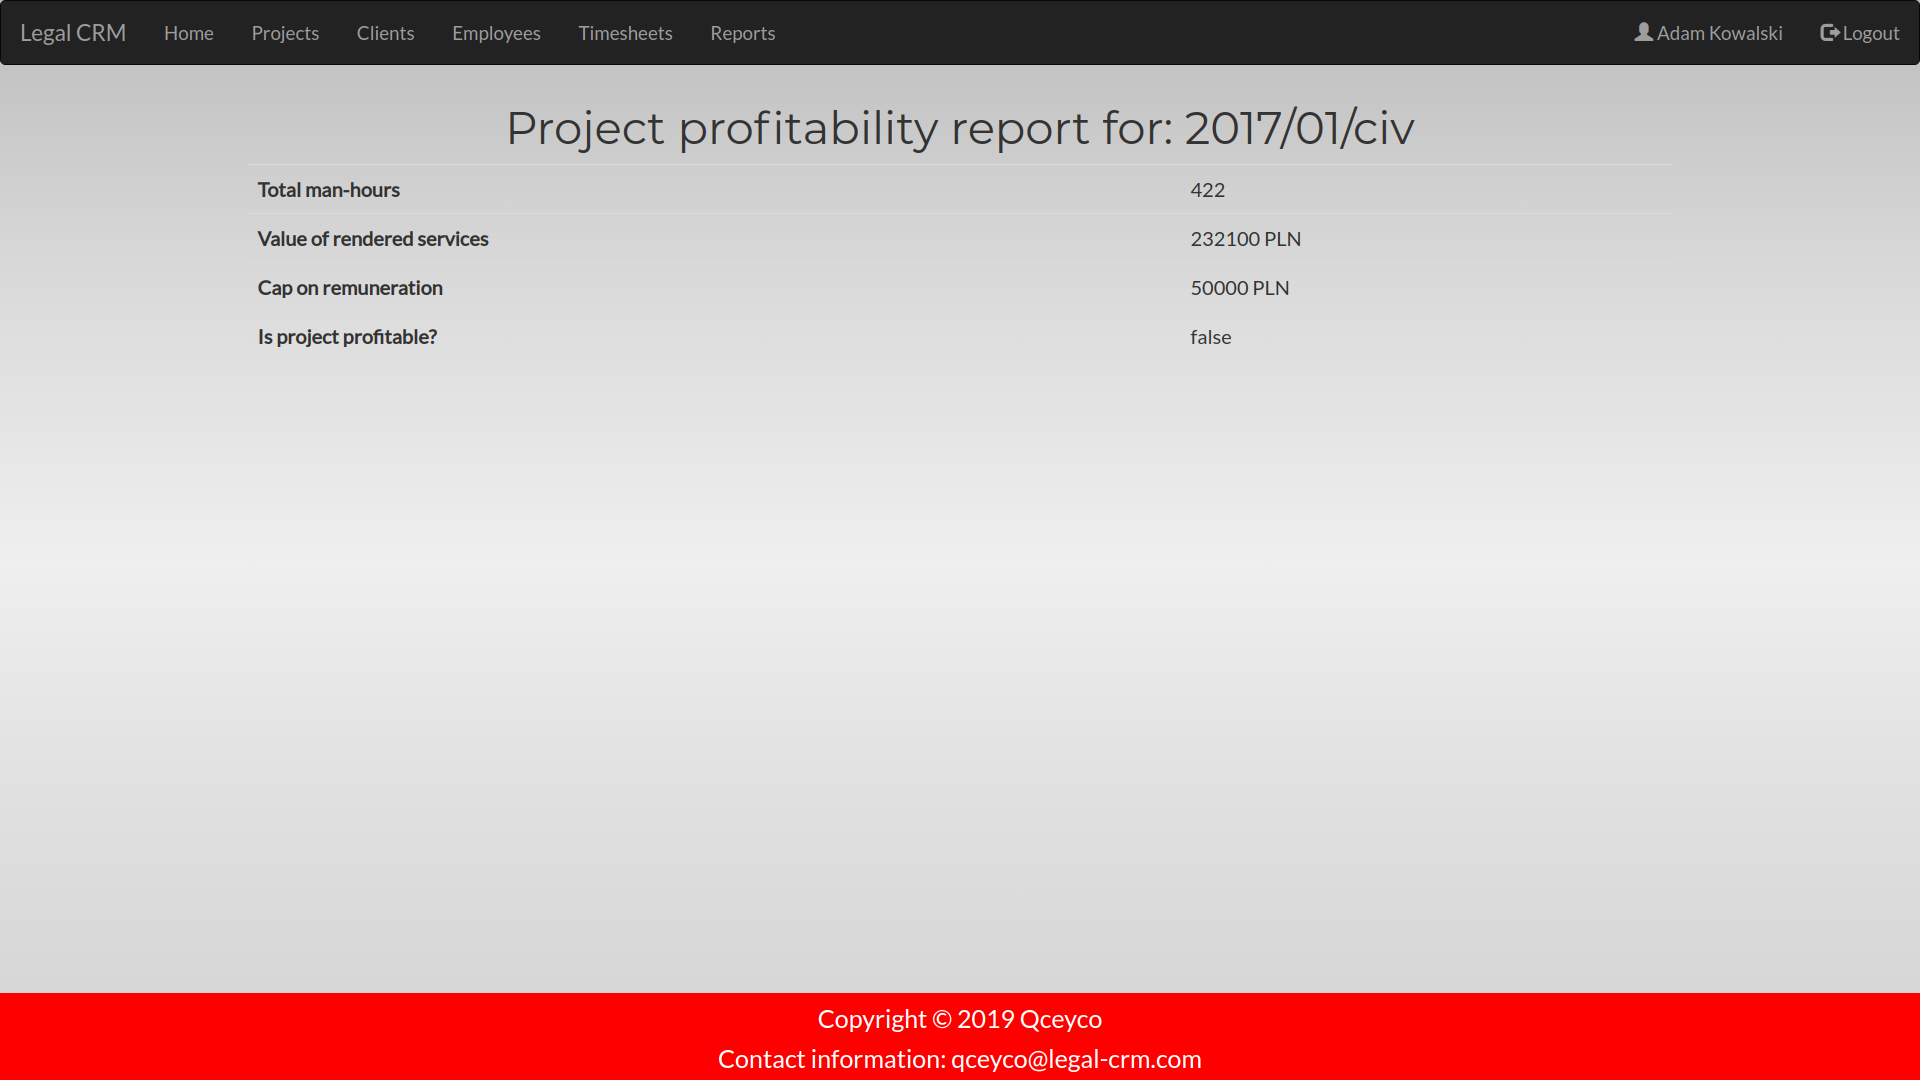 Legal CRM Home Projects Clients Employees Timesheets Reports Adam Kowalski Logout
Project profitability report for: 2017/01/civ
Total man-hours 422
Value of rendered services 232100 PLN
Cap on remuneration 50000 PLN
Is project profitable? false
Copyright © 2019 Qceyco
Contact information: qceyco@legal-crm.com